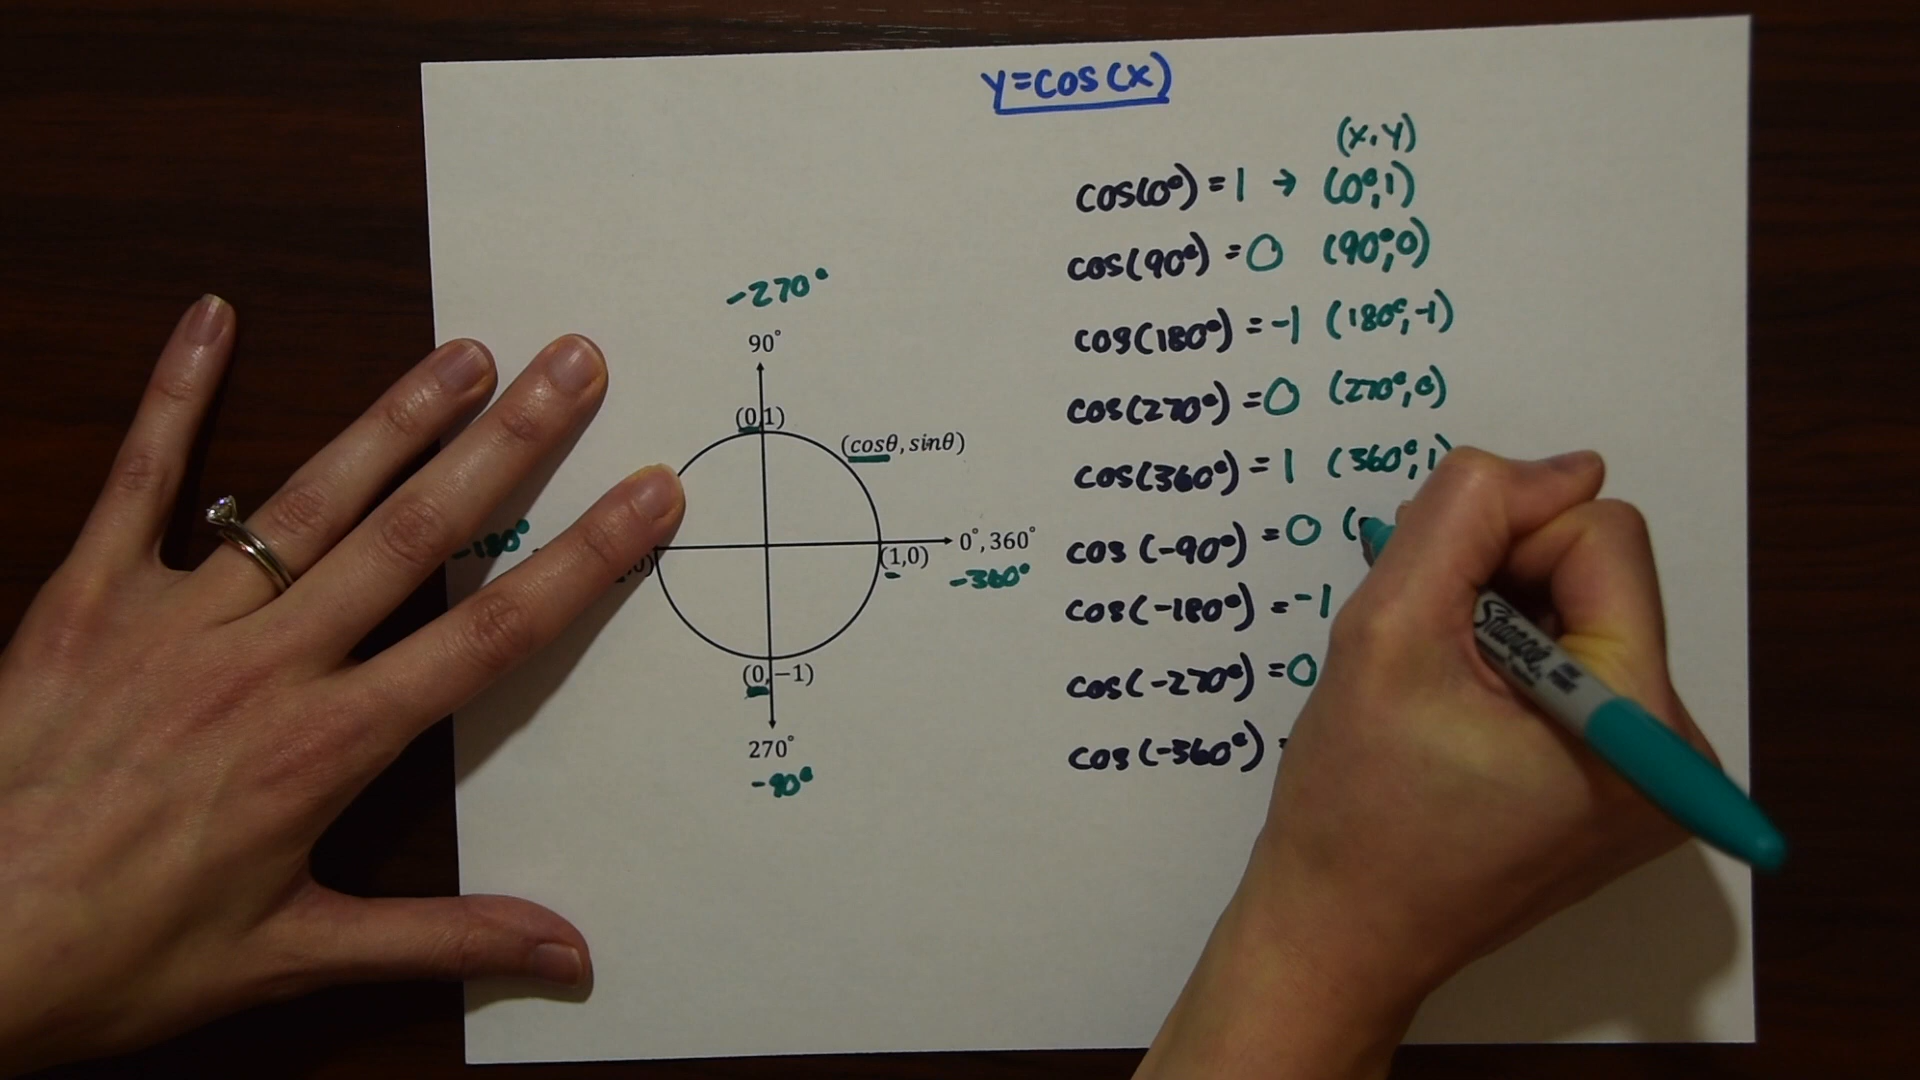 y=cos(x)
(x,y)
cos(0°) = 1 → (0°,1)
cos(90°) = 0 (90°,0)
cos(180°) = -1 (180°,-1)
cos(270°) = 0 (270°,0)
cos(360°) = 1 (360°,1)
cos(-90°) = 0 (
cos(-180°) = -1
cos(-270°) = 0
cos(-360°) =
-270°
90°
(0,1)
(cosθ, sinθ)
-180°
0°, 360°
(1,0)
-360°
(0,-1)
270°
-90°
Sharpie